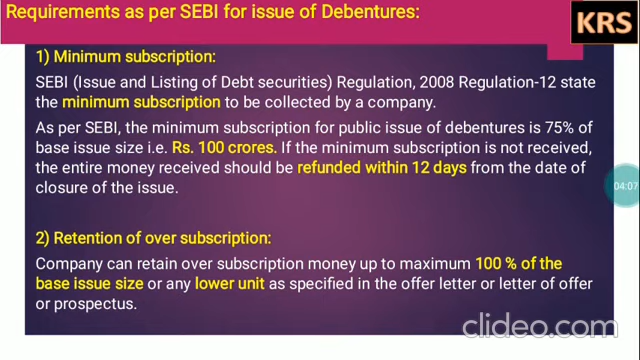 Requirements as per SEBI for issue of Debentures:
KRS
1) Minimum subscription:
SEBI (Issue and Listing of Debt securities) Regulation, 2008 Regulation-12 state
the minimum subscription to be collected by a company.
As per SEBI, the minimum subscription for public issue of debentures is 75% of
base issue size i.e. Rs. 100 crores. If the minimum subscription is not received,
the entire money received should be refunded within 12 days from the date of
closure of the issue.
04:07
2) Retention of over subscription:
Company can retain over subscription money up to maximum 100 % of the
base issue size or any lower unit as specified in the offer letter or letter of offer
or prospectus.
clideo.com